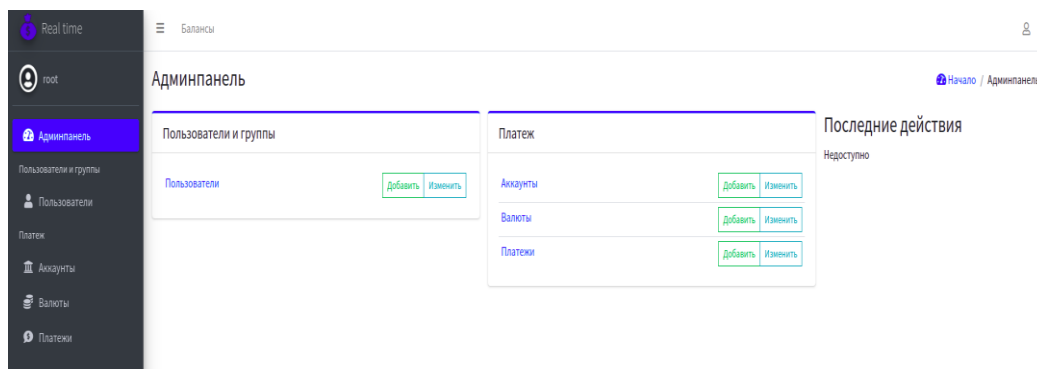 Real time
Балансы
root
Админпанель
Начало / Админпанель
Админпанель
Пользователи и группы
Пользователи
Платеж
Аккаунты
Валюты
Платежи
Пользователи и группы
Пользователи Добавить Изменить
Платеж
Аккаунты Добавить Изменить
Валюты Добавить Изменить
Платежи Добавить Изменить
Последние действия
Недоступно